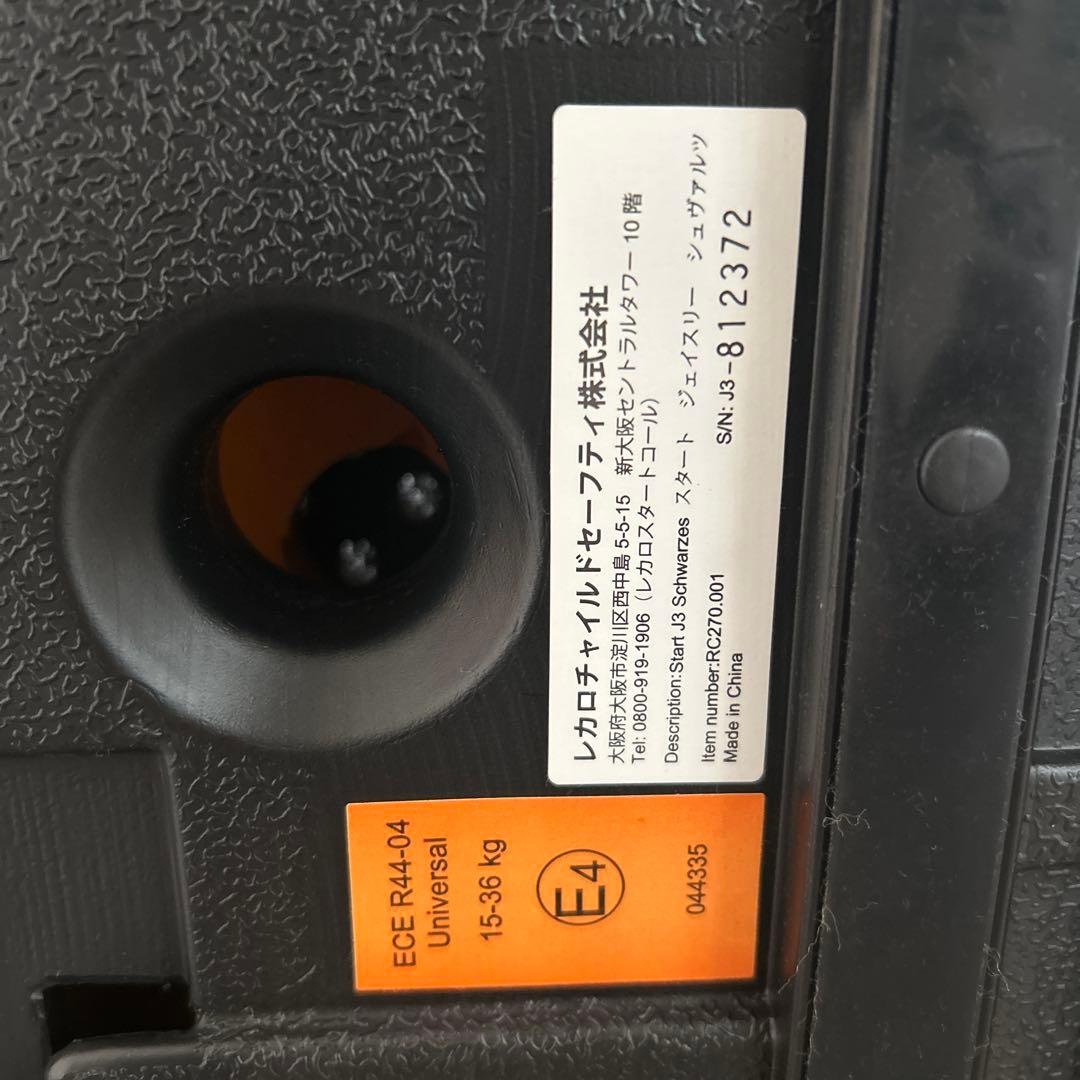 レカロチャイルドセーフティ株式会社
大阪府大阪市淀川区西中島 5-5-15　新大阪セントラルタワー 10 階
Tel: 0800-919-1906（レカロスタートコール）
Description:Start J3 Schwarzes スタート　ジェイスリー　シュヴァルツ
Item number:RC270.001
S/N: J3-812372
Made in China
ECE R44-04
Universal
15-36 kg
E4
044335